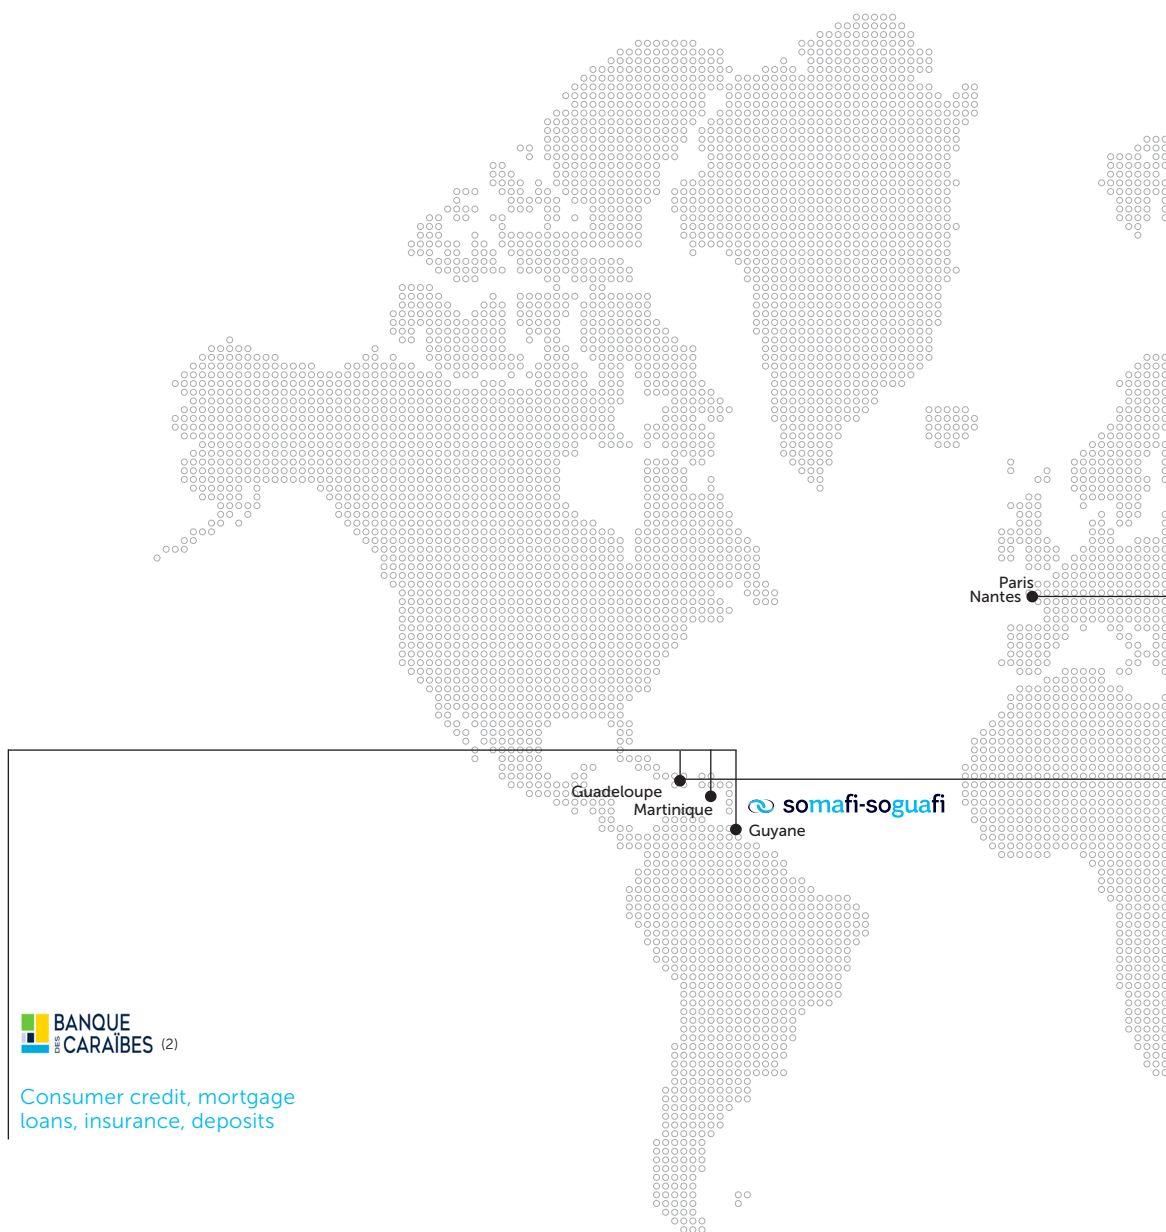 Paris
Nantes
Guadeloupe
Martinique
somafi-soguafi
Guyane
BANQUE
DES CARAÏBES (2)
Consumer credit, mortgage
loans, insurance, deposits